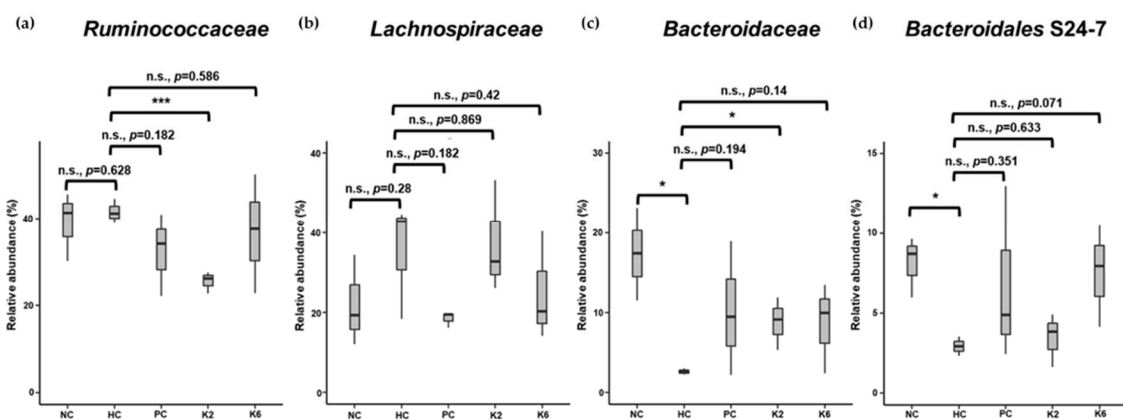 (a) Ruminococcaceae
n.s., p=0.586
***
n.s., p=0.182
n.s., p=0.628
Relative abundance (%)
40
20
0
NC HC PC K2 K6
(b) Lachnospiraceae
n.s., p=0.42
n.s., p=0.869
n.s., p=0.182
n.s., p=0.28
Relative abundance (%)
40
20
0
NC HC PC K2 K6
(c) Bacteroidaceae
n.s., p=0.14
*
n.s., p=0.194
*
Relative abundance (%)
30
20
10
0
NC HC PC K2 K6
(d) Bacteroidales S24-7
n.s., p=0.071
n.s., p=0.633
n.s., p=0.351
*
Relative abundance (%)
15
10
5
0
NC HC PC K2 K6